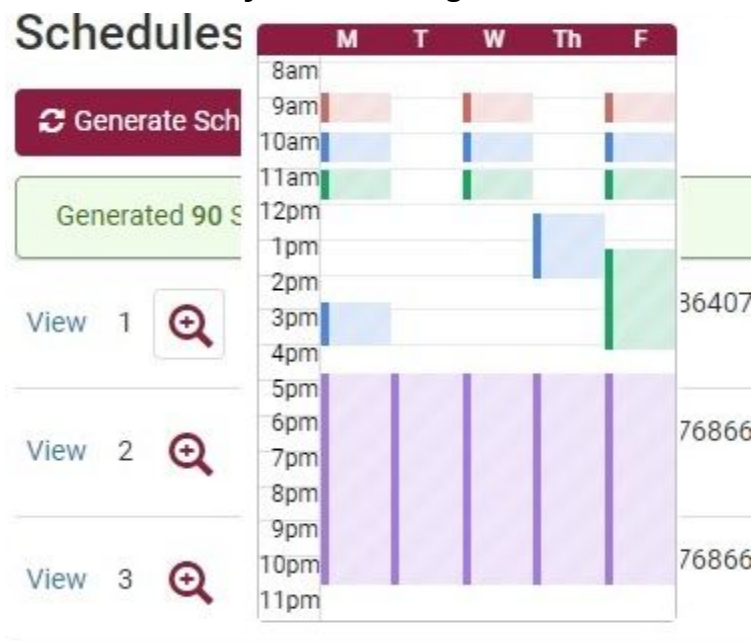 Schedules
M T W Th F
8am
9am
Generate Sch
10am
11am
Generated 90 S
12pm
1pm
2pm
View 1
3pm
36407
4pm
5pm
6pm
76866
View 2
7pm
8pm
9pm
10pm
76866
View 3
11pm